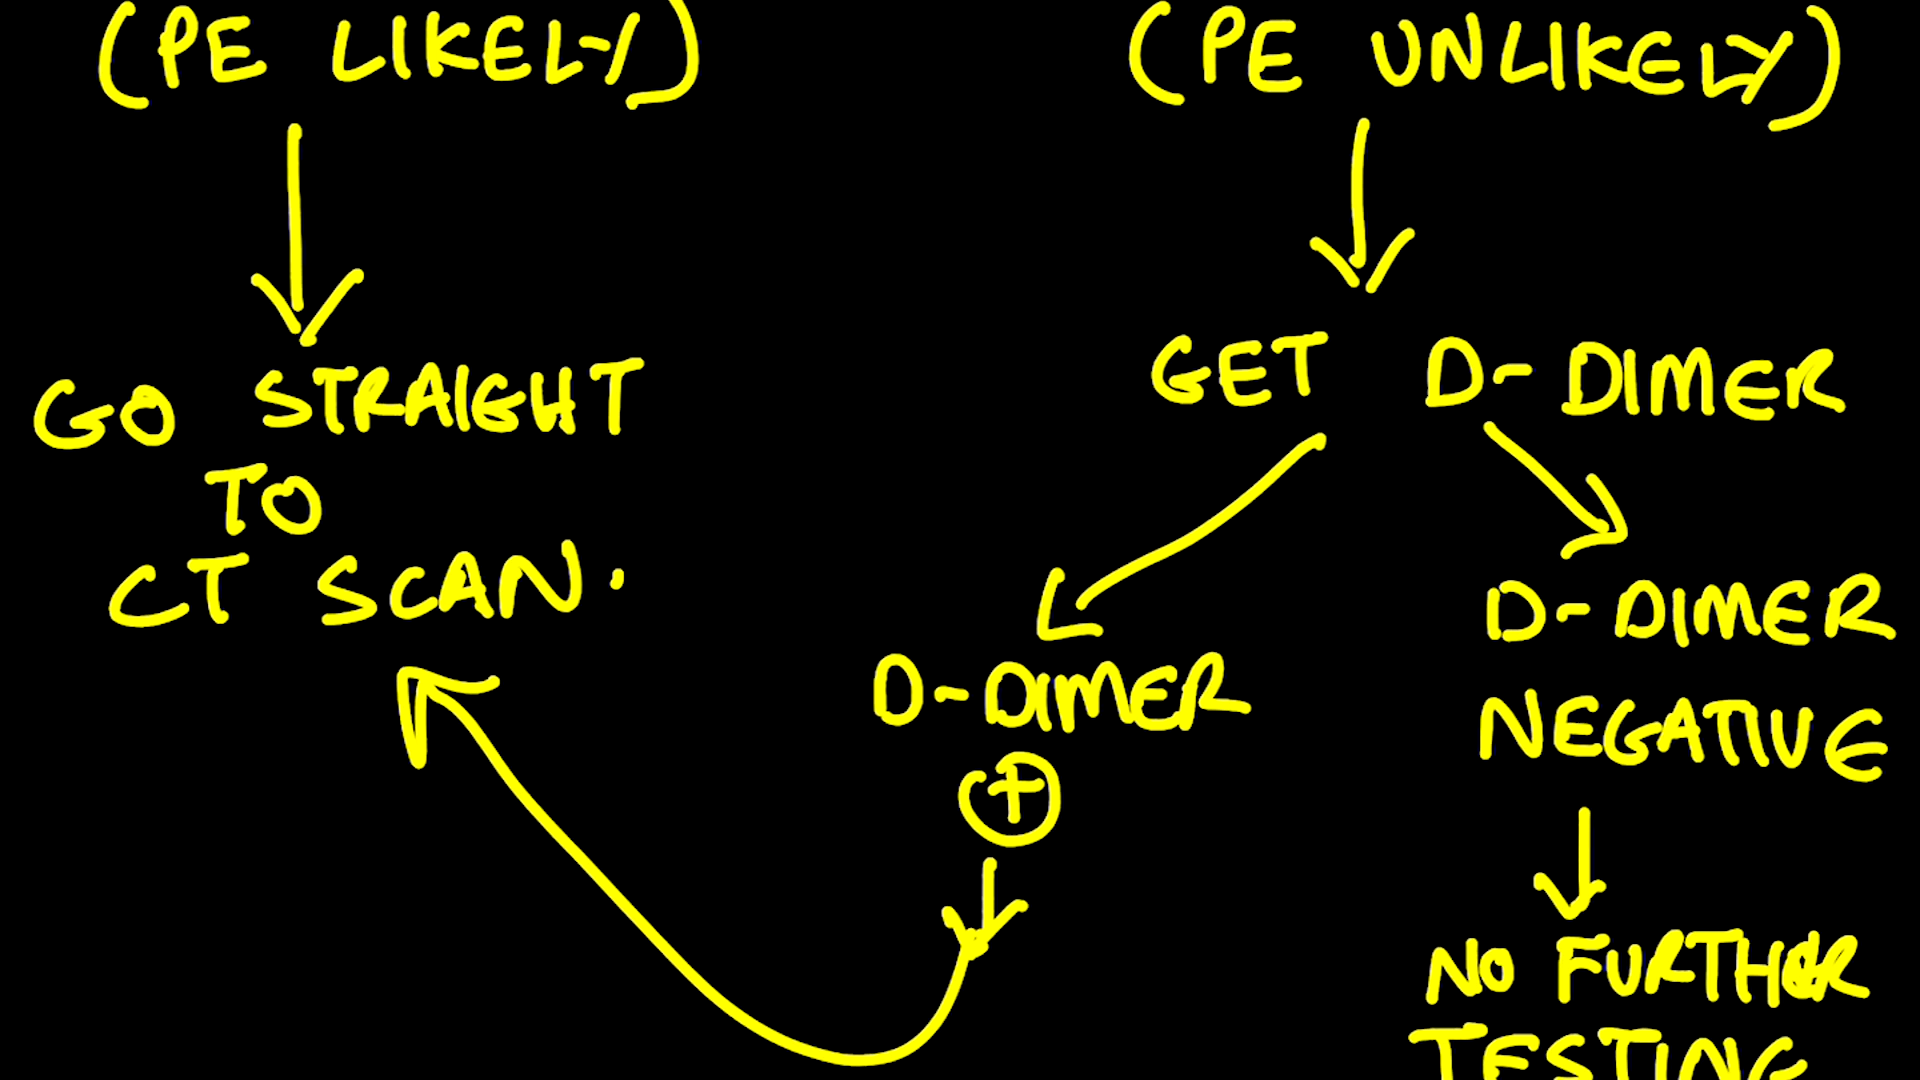 (PE LIKELY)
(PE UNLIKELY)
GO STRAIGHT
TO
CT SCAN.
GET D-DIMER
D-DIMER
+
D-DIMER
NEGATIVE
NO FURTHER
TESTING